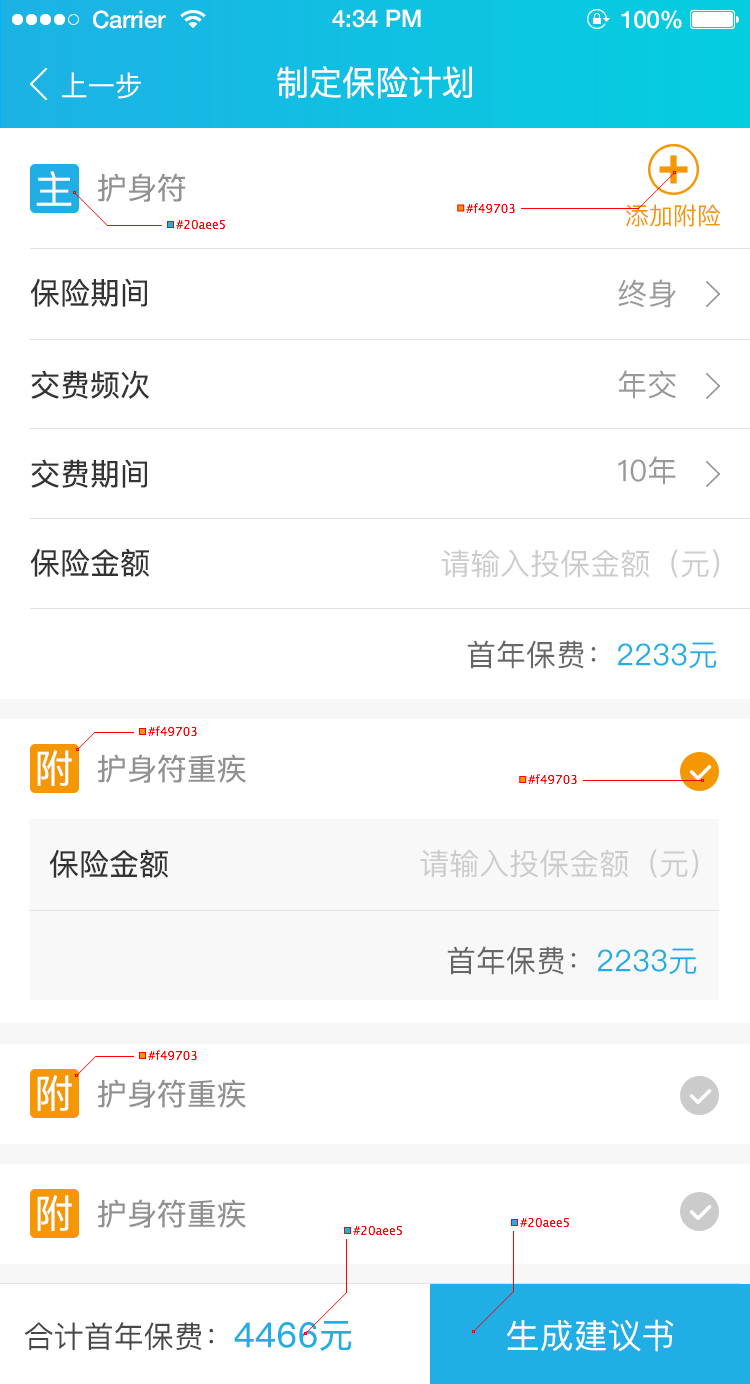 Carrier 4:34 PM 100%
上一步 制定保险计划
主 护身符
#20aee5 #f49703
添加附险
保险期间 终身
交费频次 年交
交费期间 10年
保险金额 请输入投保金额（元）
首年保费：2233元
#f49703
附 护身符重疾
#f49703
保险金额 请输入投保金额（元）
首年保费：2233元
#f49703
附 护身符重疾
附 护身符重疾
#20aee5 #20aee5
合计首年保费：4466元 生成建议书